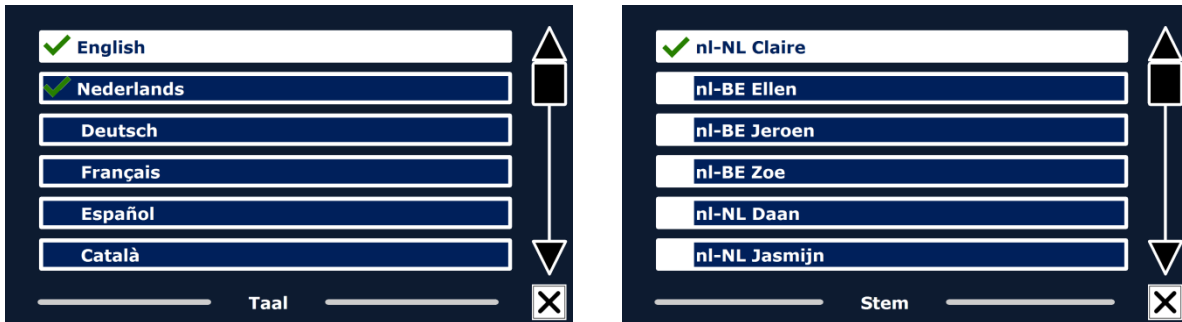 English
Nederlands
Deutsch
Français
Español
Català
Taal
nl-NL Claire
nl-BE Ellen
nl-BE Jeroen
nl-BE Zoe
nl-NL Daan
nl-NL Jasmijn
Stem